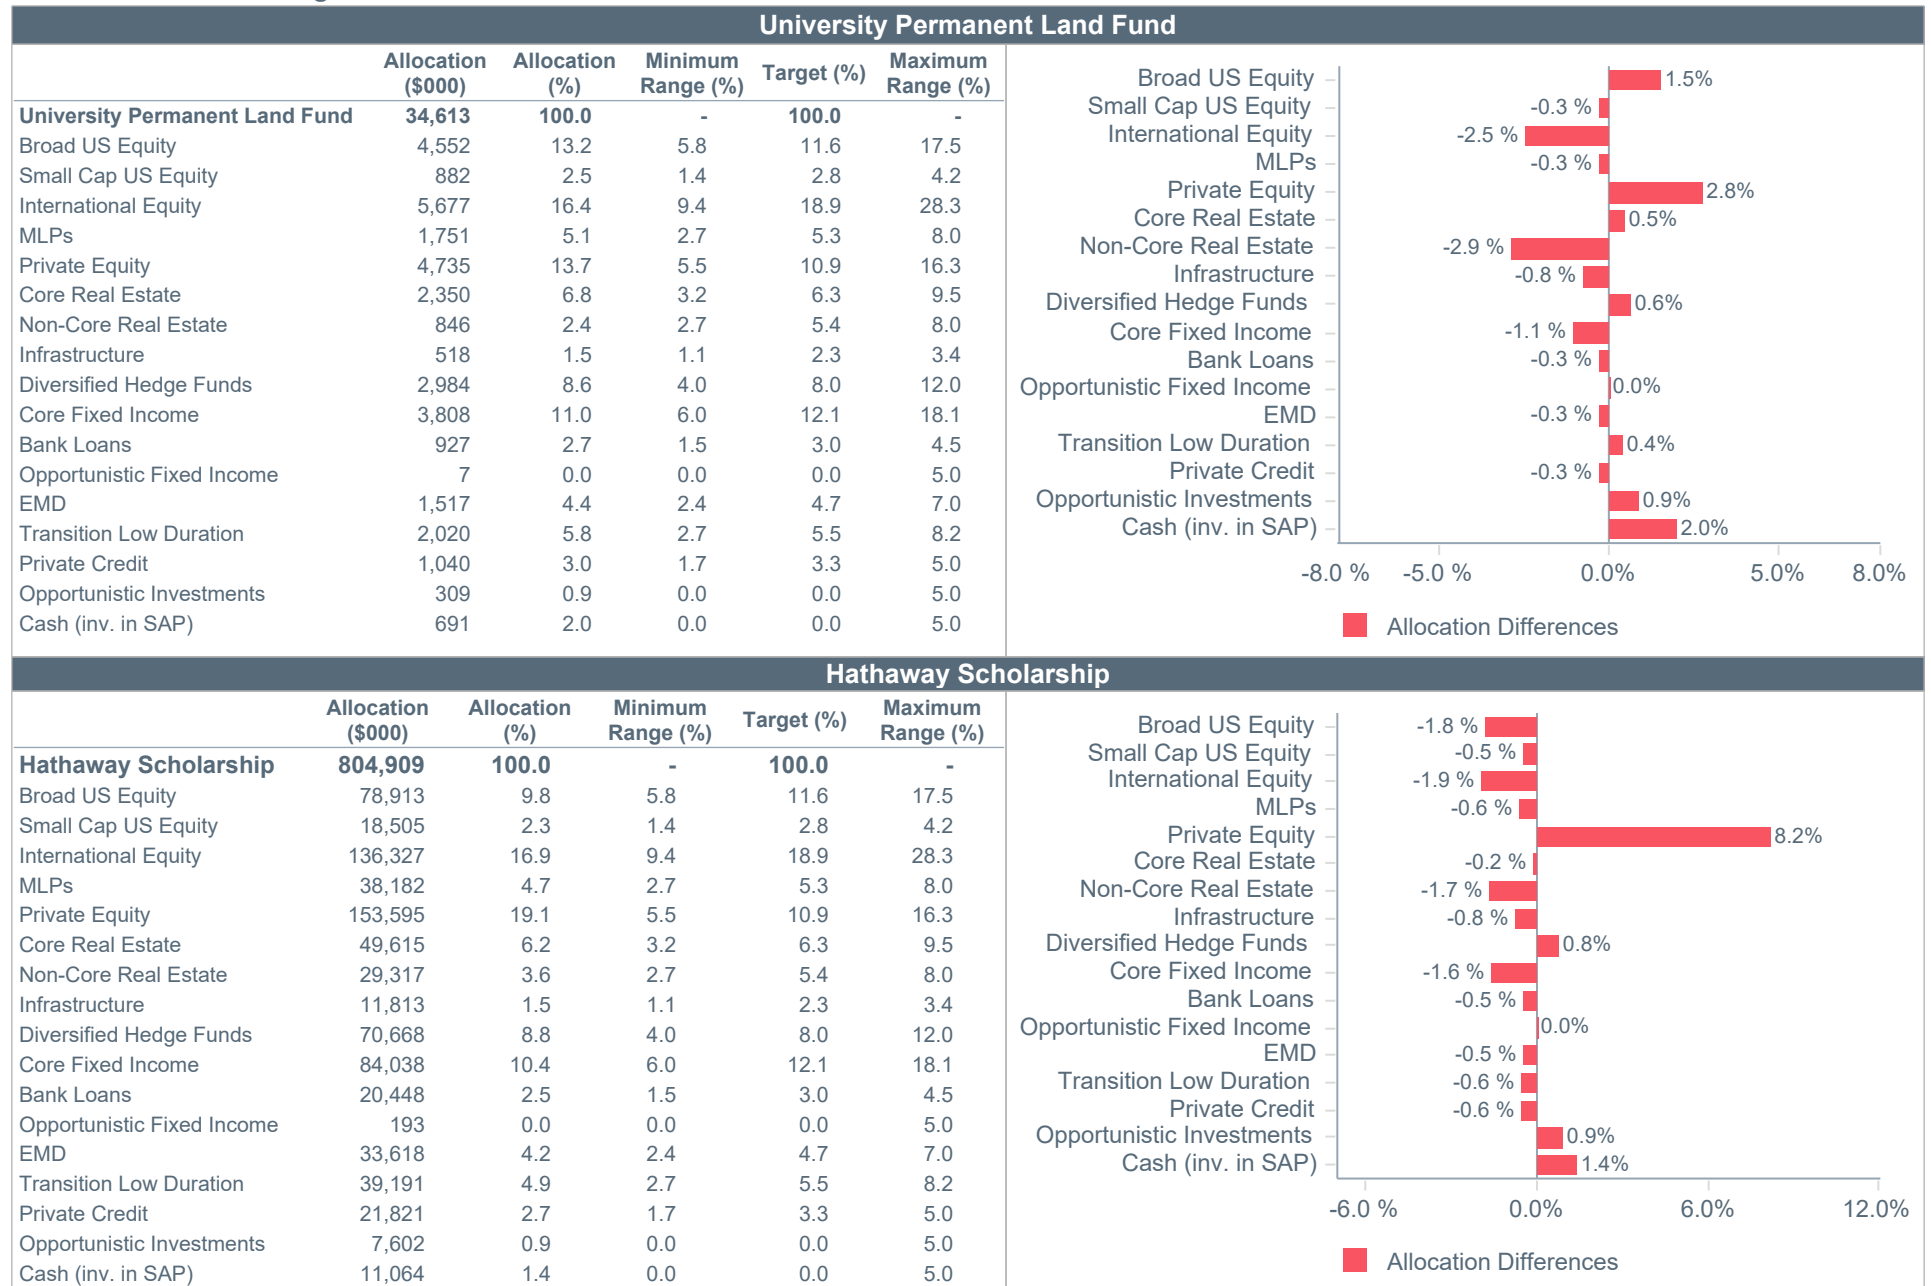 University Permanent Land Fund
Allocation ($000) Allocation (%) Minimum Range (%) Target (%) Maximum Range (%)
University Permanent Land Fund 34,613 100.0 - 100.0 -
Broad US Equity 4,552 13.2 5.8 11.6 17.5
Small Cap US Equity 882 2.5 1.4 2.8 4.2
International Equity 5,677 16.4 9.4 18.9 28.3
MLPs 1,751 5.1 2.7 5.3 8.0
Private Equity 4,735 13.7 5.5 10.9 16.3
Core Real Estate 2,350 6.8 3.2 6.3 9.5
Non-Core Real Estate 846 2.4 2.7 5.4 8.0
Infrastructure 518 1.5 1.1 2.3 3.4
Diversified Hedge Funds 2,984 8.6 4.0 8.0 12.0
Core Fixed Income 3,808 11.0 6.0 12.1 18.1
Bank Loans 927 2.7 1.5 3.0 4.5
Opportunistic Fixed Income 7 0.0 0.0 0.0 5.0
EMD 1,517 4.4 2.4 4.7 7.0
Transition Low Duration 2,020 5.8 2.7 5.5 8.2
Private Credit 1,040 3.0 1.7 3.3 5.0
Opportunistic Investments 309 0.9 0.0 0.0 5.0
Cash (inv. in SAP) 691 2.0 0.0 0.0 5.0
Broad US Equity 1.5%
Small Cap US Equity -0.3 %
International Equity -2.5 %
MLPs -0.3 %
Private Equity 2.8%
Core Real Estate 0.5%
Non-Core Real Estate -2.9 %
Infrastructure -0.8 %
Diversified Hedge Funds 0.6%
Core Fixed Income -1.1 %
Bank Loans -0.3 %
Opportunistic Fixed Income 0.0%
EMD -0.3 %
Transition Low Duration 0.4%
Private Credit -0.3 %
Opportunistic Investments 0.9%
Cash (inv. in SAP) 2.0%
-8.0 % -5.0 % 0.0% 5.0% 8.0%
Allocation Differences
Hathaway Scholarship
Allocation ($000) Allocation (%) Minimum Range (%) Target (%) Maximum Range (%)
Hathaway Scholarship 804,909 100.0 - 100.0 -
Broad US Equity 78,913 9.8 5.8 11.6 17.5
Small Cap US Equity 18,505 2.3 1.4 2.8 4.2
International Equity 136,327 16.9 9.4 18.9 28.3
MLPs 38,182 4.7 2.7 5.3 8.0
Private Equity 153,595 19.1 5.5 10.9 16.3
Core Real Estate 49,615 6.2 3.2 6.3 9.5
Non-Core Real Estate 29,317 3.6 2.7 5.4 8.0
Infrastructure 11,813 1.5 1.1 2.3 3.4
Diversified Hedge Funds 70,668 8.8 4.0 8.0 12.0
Core Fixed Income 84,038 10.4 6.0 12.1 18.1
Bank Loans 20,448 2.5 1.5 3.0 4.5
Opportunistic Fixed Income 193 0.0 0.0 0.0 5.0
EMD 33,618 4.2 2.4 4.7 7.0
Transition Low Duration 39,191 4.9 2.7 5.5 8.2
Private Credit 21,821 2.7 1.7 3.3 5.0
Opportunistic Investments 7,602 0.9 0.0 0.0 5.0
Cash (inv. in SAP) 11,064 1.4 0.0 0.0 5.0
Broad US Equity -1.8 %
Small Cap US Equity -0.5 %
International Equity -1.9 %
MLPs -0.6 %
Private Equity 8.2%
Core Real Estate -0.2 %
Non-Core Real Estate -1.7 %
Infrastructure -0.8 %
Diversified Hedge Funds 0.8%
Core Fixed Income -1.6 %
Bank Loans -0.5 %
Opportunistic Fixed Income 0.0%
EMD -0.5 %
Transition Low Duration -0.6 %
Private Credit -0.6 %
Opportunistic Investments 0.9%
Cash (inv. in SAP) 1.4%
-6.0 % 0.0% 6.0% 12.0%
Allocation Differences